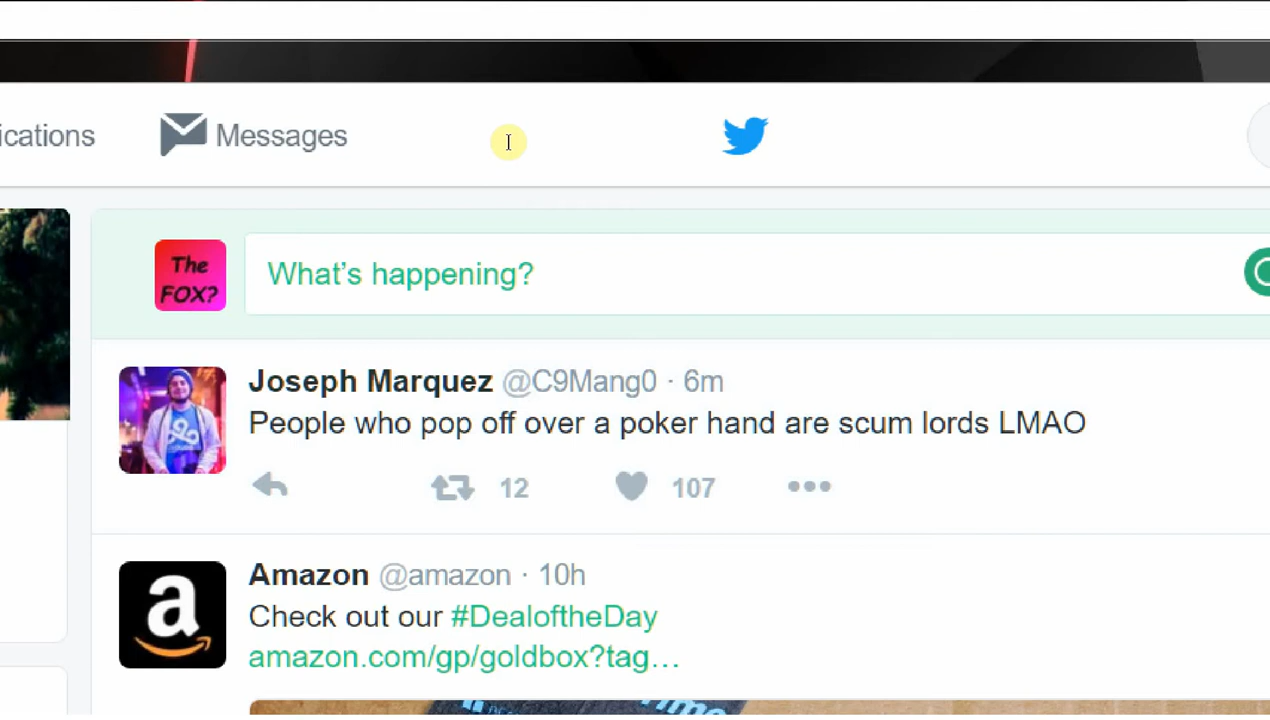 ications Messages
The
FOX?
What's happening?
Joseph Marquez @C9Mang0 · 6m
People who pop off over a poker hand are scum lords LMAO
12 107
Amazon @amazon · 10h
Check out our #DealoftheDay
amazon.com/gp/goldbox?tag…